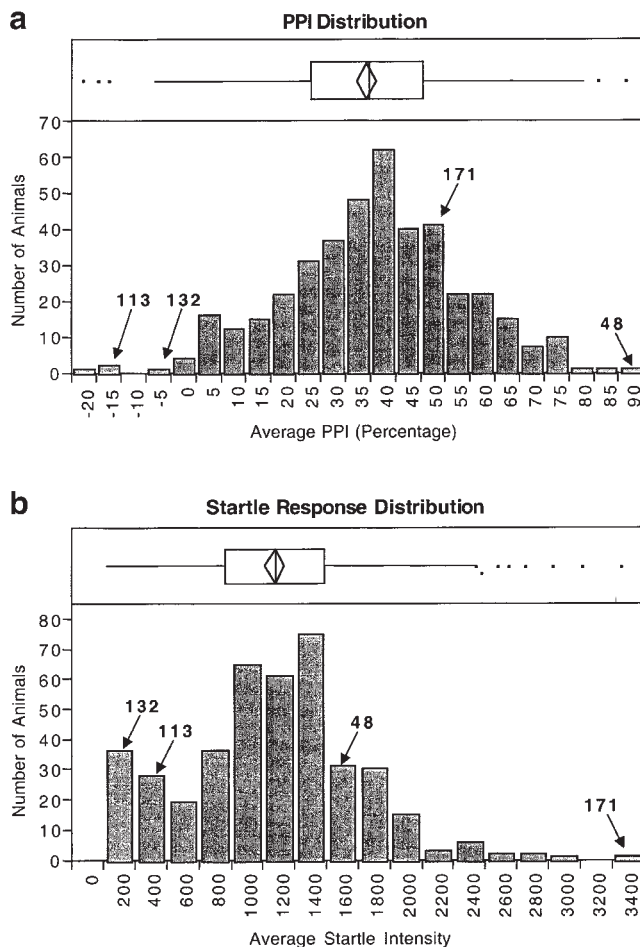 a
PPI Distribution
Number of Animals
70
60
50
40
30
20
10
0
171
113
132
48
-20 -15 -10 -5 0 5 10 15 20 25 30 35 40 45 50 55 60 65 70 75 80 85 90
Average PPI (Percentage)
b
Startle Response Distribution
Number of Animals
80
70
60
50
40
30
20
10
0
132
113
48
171
0 200 400 600 800 1000 1200 1400 1600 1800 2000 2200 2400 2600 2800 3000 3200 3400
Average Startle Intensity